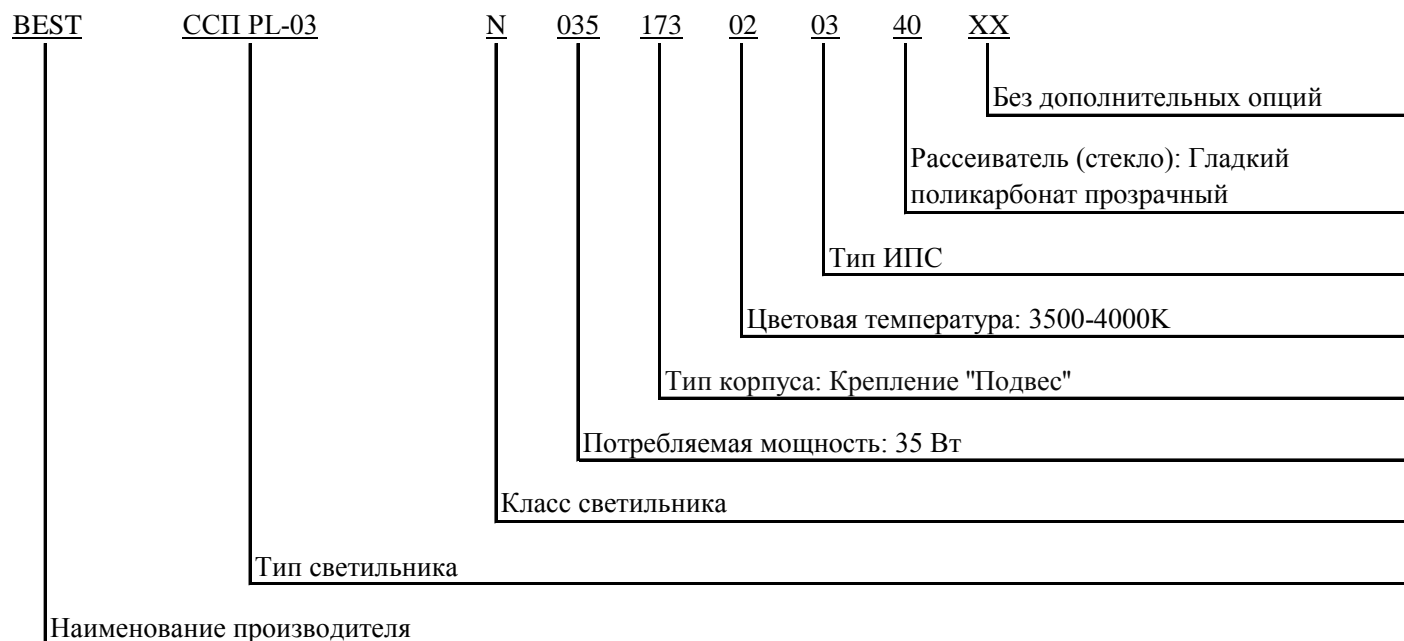 BEST ССП PL-03 N 035 173 02 03 40 XX
Без дополнительных опций
Рассеиватель (стекло): Гладкий
поликарбонат прозрачный
Тип ИПС
Цветовая температура: 3500-4000К
Тип корпуса: Крепление "Подвес"
Потребляемая мощность: 35 Вт
Класс светильника
Тип светильника
Наименование производителя